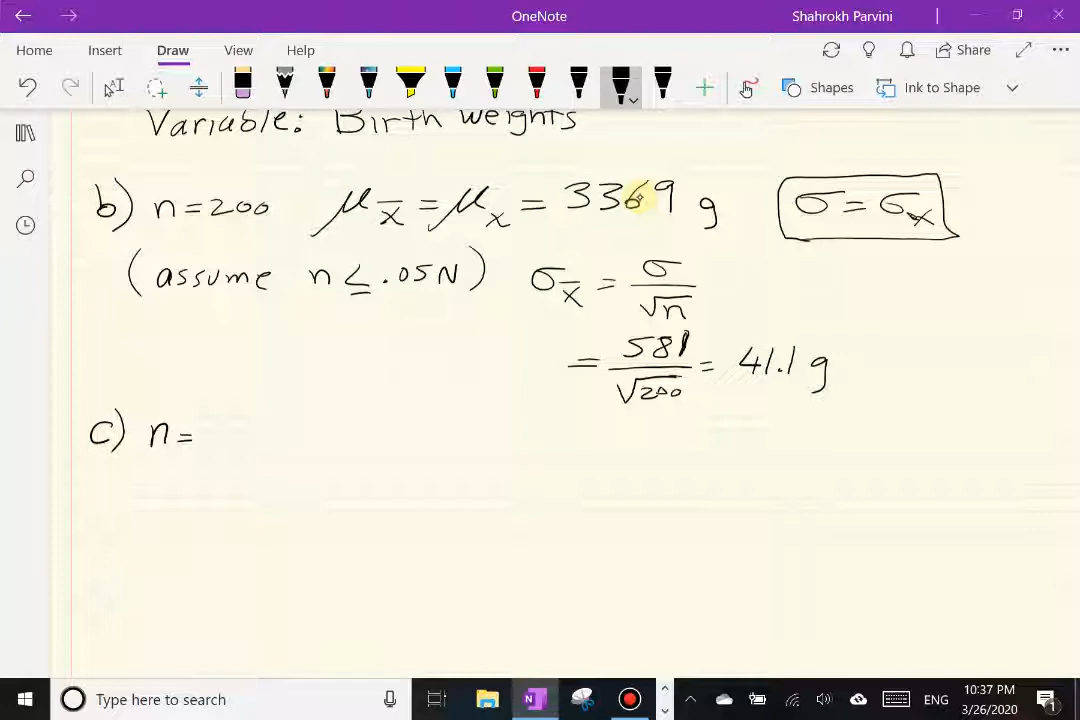 OneNote
Shahrokh Parvini
Home Insert Draw View Help
Share
Shapes
Ink to Shape
Variable: Birth weights
b) n=200 μx̄ = μx = 3369 g σ = σx
(assume n ≤ .05N) σx̄ = σ/√n
= 581/√200 = 41.1 g
c) n =
Type here to search
ENG
10:37 PM
3/26/2020
1